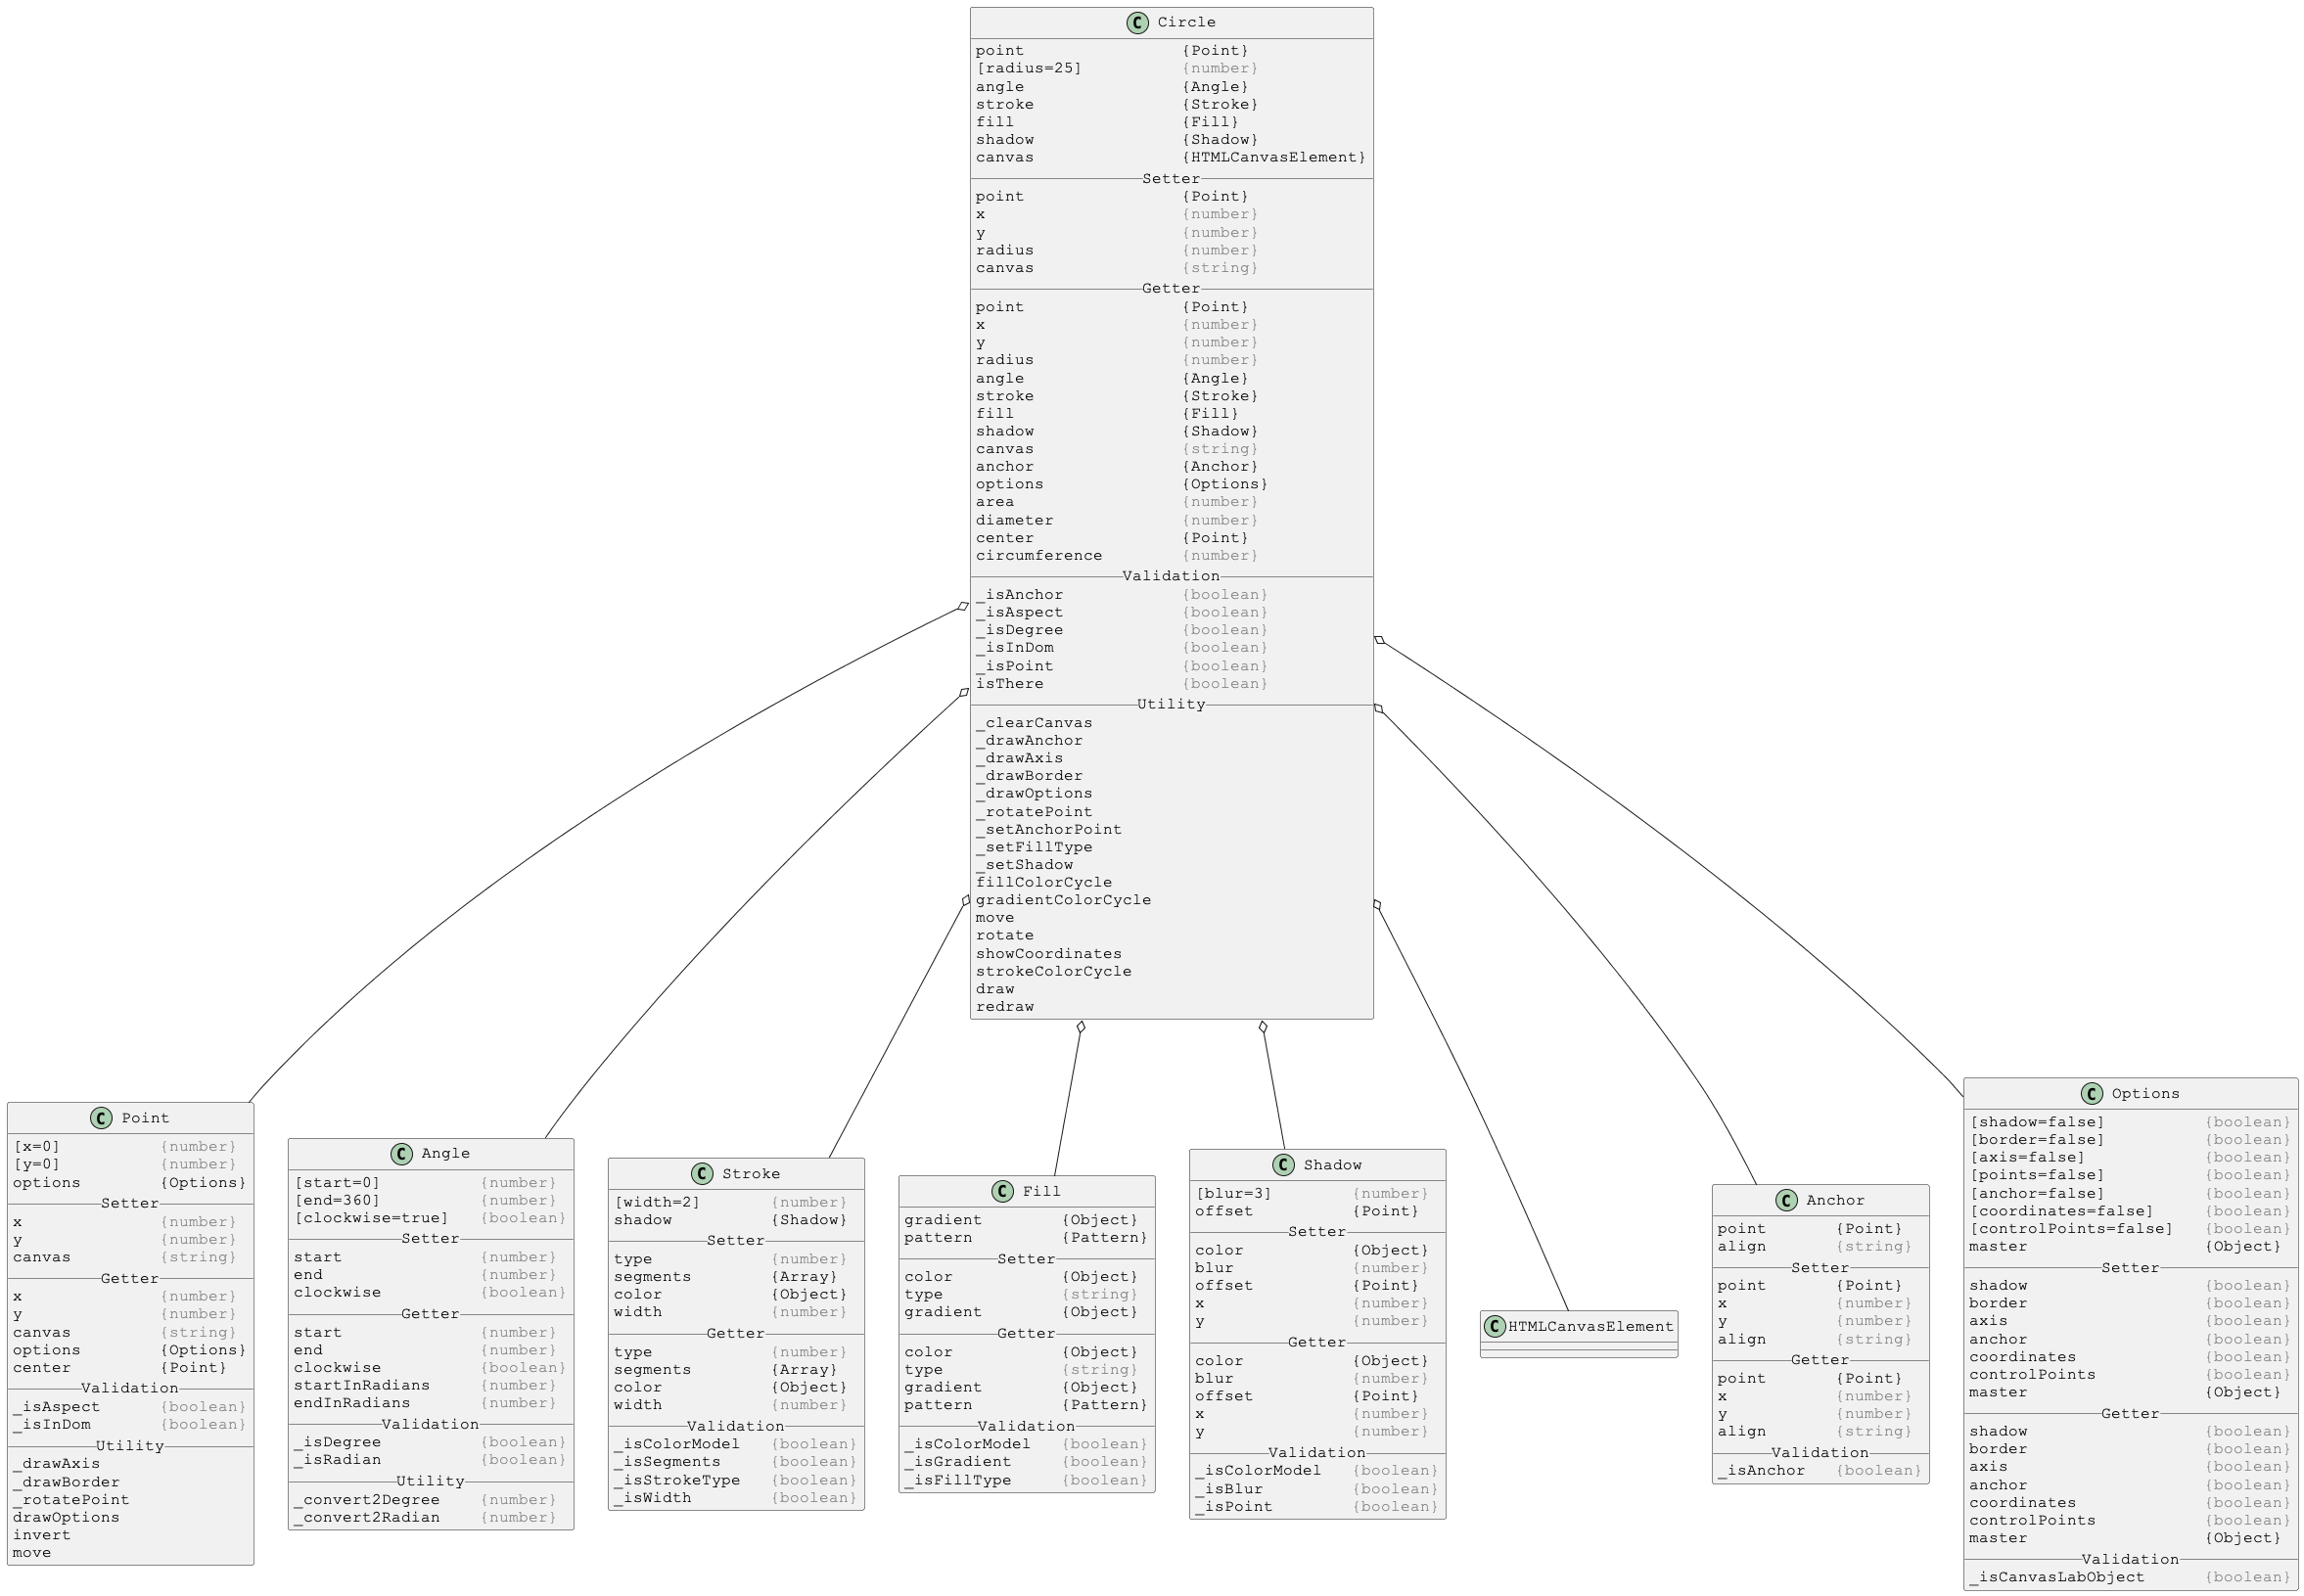 C Circle
point {Point}
[radius=25] {number}
angle {Angle}
stroke {Stroke}
fill {Fill}
shadow {Shadow}
canvas {HTMLCanvasElement}
Setter
point {Point}
x {number}
y {number}
radius {number}
canvas {string}
Getter
point {Point}
x {number}
y {number}
radius {number}
angle {Angle}
stroke {Stroke}
fill {Fill}
shadow {Shadow}
canvas {string}
anchor {Anchor}
options {Options}
area {number}
diameter {number}
center {Point}
circumference {number}
Validation
_isAnchor {boolean}
_isAspect {boolean}
_isDegree {boolean}
_isInDom {boolean}
_isPoint {boolean}
isThere {boolean}
Utility
_clearCanvas
_drawAnchor
_drawAxis
_drawBorder
_drawOptions
_rotatePoint
_setAnchorPoint
_setFillType
_setShadow
fillColorCycle
gradientColorCycle
move
rotate
showCoordinates
strokeColorCycle
draw
redraw
C Point
[x=0] {number}
[y=0] {number}
options {Options}
Setter
x {number}
y {number}
canvas {string}
Getter
x {number}
y {number}
canvas {string}
options {Options}
center {Point}
Validation
_isAspect {boolean}
_isInDom {boolean}
Utility
_drawAxis
_drawBorder
_rotatePoint
drawOptions
invert
move
C Angle
[start=0] {number}
[end=360] {number}
[clockwise=true] {boolean}
Setter
start {number}
end {number}
clockwise {boolean}
Getter
start {number}
end {number}
clockwise {boolean}
startInRadians {number}
endInRadians {number}
Validation
_isDegree {boolean}
_isRadian {boolean}
Utility
_convert2Degree {number}
_convert2Radian {number}
C Stroke
[width=2] {number}
shadow {Shadow}
Setter
type {number}
segments {Array}
color {Object}
width {number}
Getter
type {number}
segments {Array}
color {Object}
width {number}
Validation
_isColorModel {boolean}
_isSegments {boolean}
_isStrokeType {boolean}
_isWidth {boolean}
C Fill
gradient {Object}
pattern {Pattern}
Setter
color {Object}
type {string}
gradient {Object}
Getter
color {Object}
type {string}
gradient {Object}
pattern {Pattern}
Validation
_isColorModel {boolean}
_isGradient {boolean}
_isFillType {boolean}
C Shadow
[blur=3] {number}
offset {Point}
Setter
color {Object}
blur {number}
offset {Point}
x {number}
y {number}
Getter
color {Object}
blur {number}
offset {Point}
x {number}
y {number}
Validation
_isColorModel {boolean}
_isBlur {boolean}
_isPoint {boolean}
C HTMLCanvasElement
C Anchor
point {Point}
align {string}
Setter
point {Point}
x {number}
y {number}
align {string}
Getter
point {Point}
x {number}
y {number}
align {string}
Validation
_isAnchor {boolean}
C Options
[shadow=false] {boolean}
[border=false] {boolean}
[axis=false] {boolean}
[points=false] {boolean}
[anchor=false] {boolean}
[coordinates=false] {boolean}
[controlPoints=false] {boolean}
master {Object}
Setter
shadow {boolean}
border {boolean}
axis {boolean}
anchor {boolean}
coordinates {boolean}
controlPoints {boolean}
master {Object}
Getter
shadow {boolean}
border {boolean}
axis {boolean}
anchor {boolean}
coordinates {boolean}
controlPoints {boolean}
master {Object}
Validation
_isCanvasLabObject {boolean}